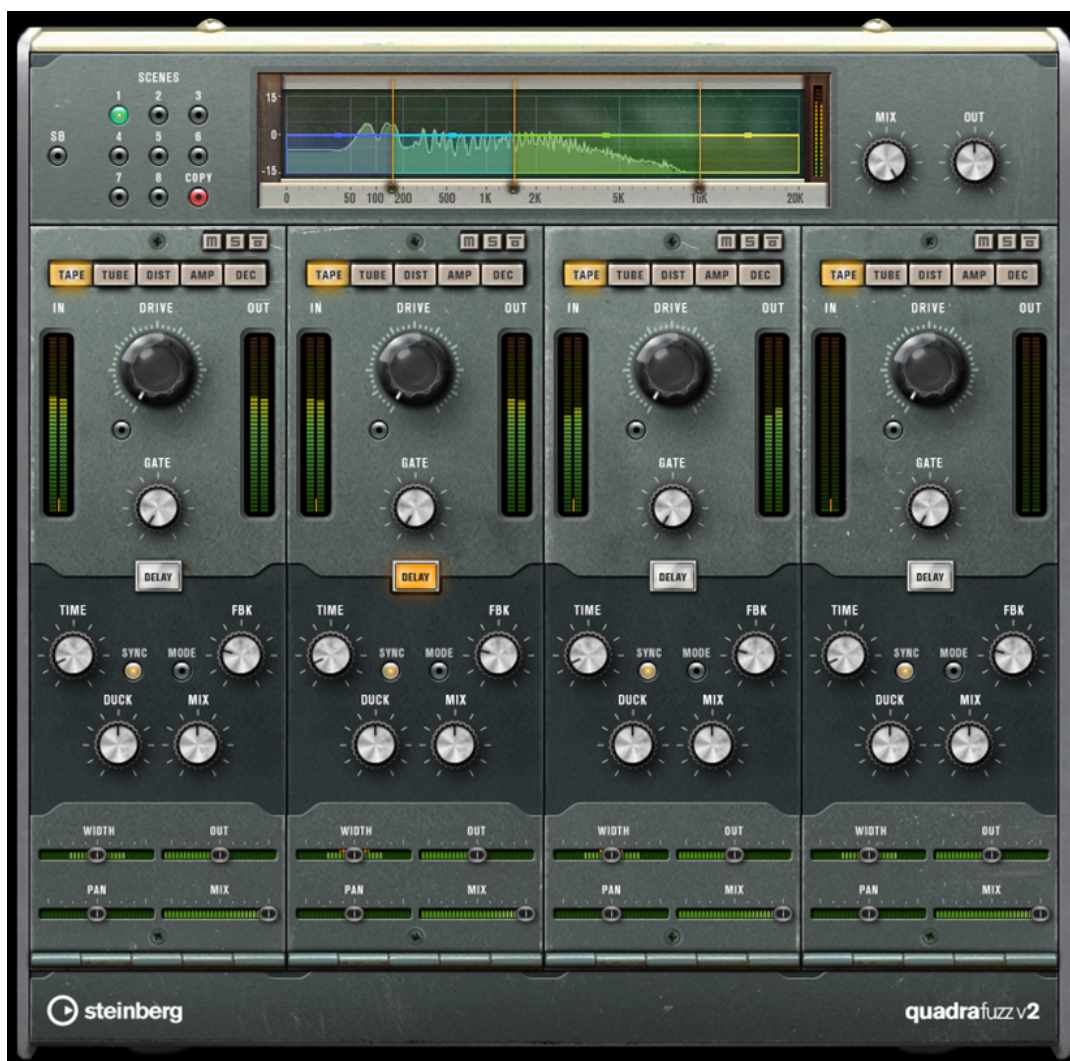 SCENES
1 2 3
SB
4 5 6
7 8 COPY
15
0
-15
0 50 100 200 500 1K 2K 5K 10K 20K
MIX OUT
M S
M S
M S
M S
TAPE TUBE DIST AMP DEC
TAPE TUBE DIST AMP DEC
TAPE TUBE DIST AMP DEC
TAPE TUBE DIST AMP DEC
IN DRIVE OUT
IN DRIVE OUT
IN DRIVE OUT
IN DRIVE OUT
GATE
GATE
GATE
GATE
DELAY
DELAY
DELAY
DELAY
TIME FBK
TIME FBK
TIME FBK
TIME FBK
SYNC MODE
SYNC MODE
SYNC MODE
SYNC MODE
DUCK MIX
DUCK MIX
DUCK MIX
DUCK MIX
WIDTH OUT
WIDTH OUT
WIDTH OUT
WIDTH OUT
PAN MIX
PAN MIX
PAN MIX
PAN MIX
steinberg
quadrafuzz v2